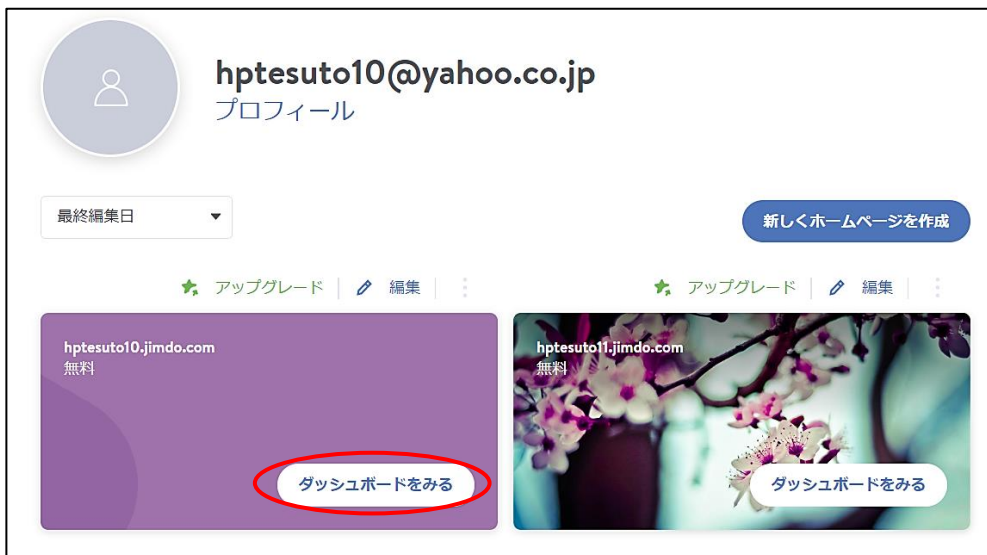 hptesuto10@yahoo.co.jp
プロフィール
最終編集日
新しくホームページを作成
アップグレード
編集
アップグレード
編集
hptesuto10.jimdo.com
無料
ダッシュボードをみる
hptesuto11.jimdo.com
無料
ダッシュボードをみる